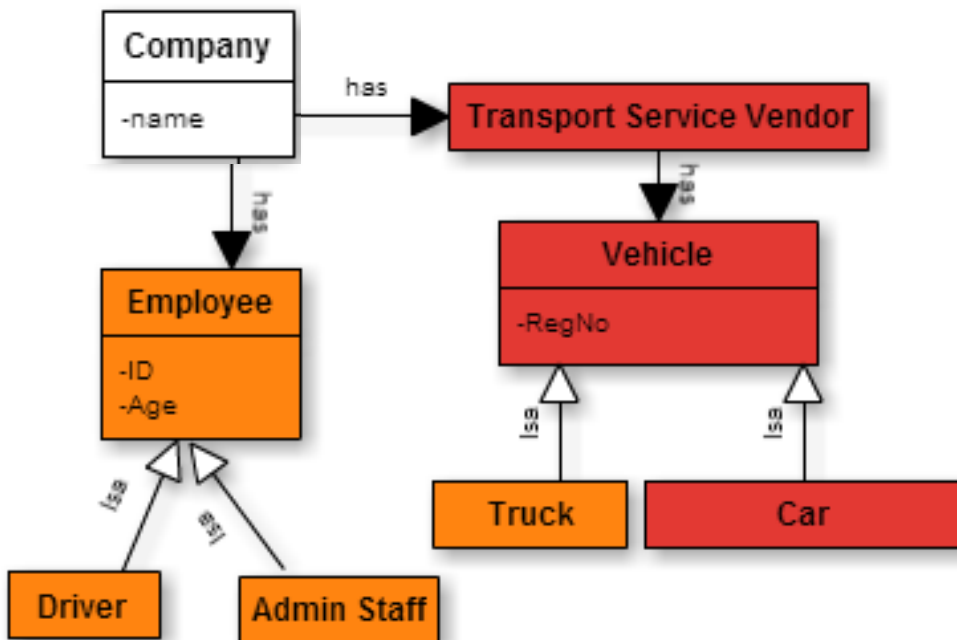 Company
-name
has
Transport Service Vendor
has
has
Vehicle
-RegNo
Employee
-ID
-Age
Isa
Isa
Isa
Isa
Truck
Car
Driver
Admin Staff